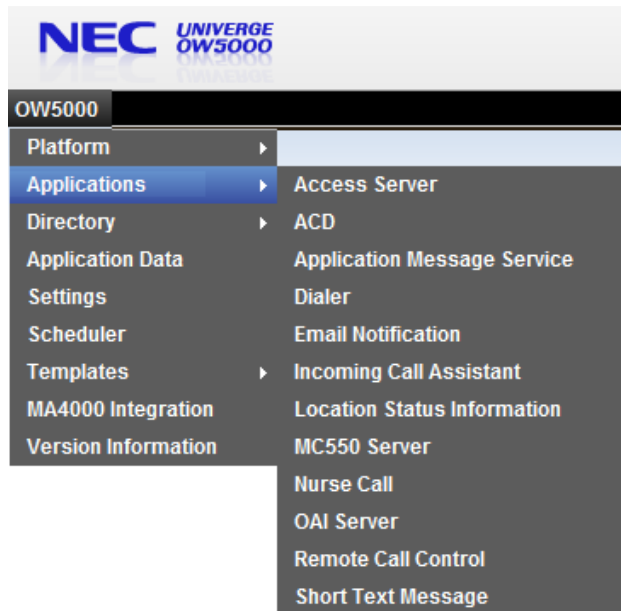 NEC UNIVERGE
OW5000
OW5000
Platform
Applications
Directory
Application Data
Settings
Scheduler
Templates
MA4000 Integration
Version Information
Access Server
ACD
Application Message Service
Dialer
Email Notification
Incoming Call Assistant
Location Status Information
MC550 Server
Nurse Call
OAI Server
Remote Call Control
Short Text Message